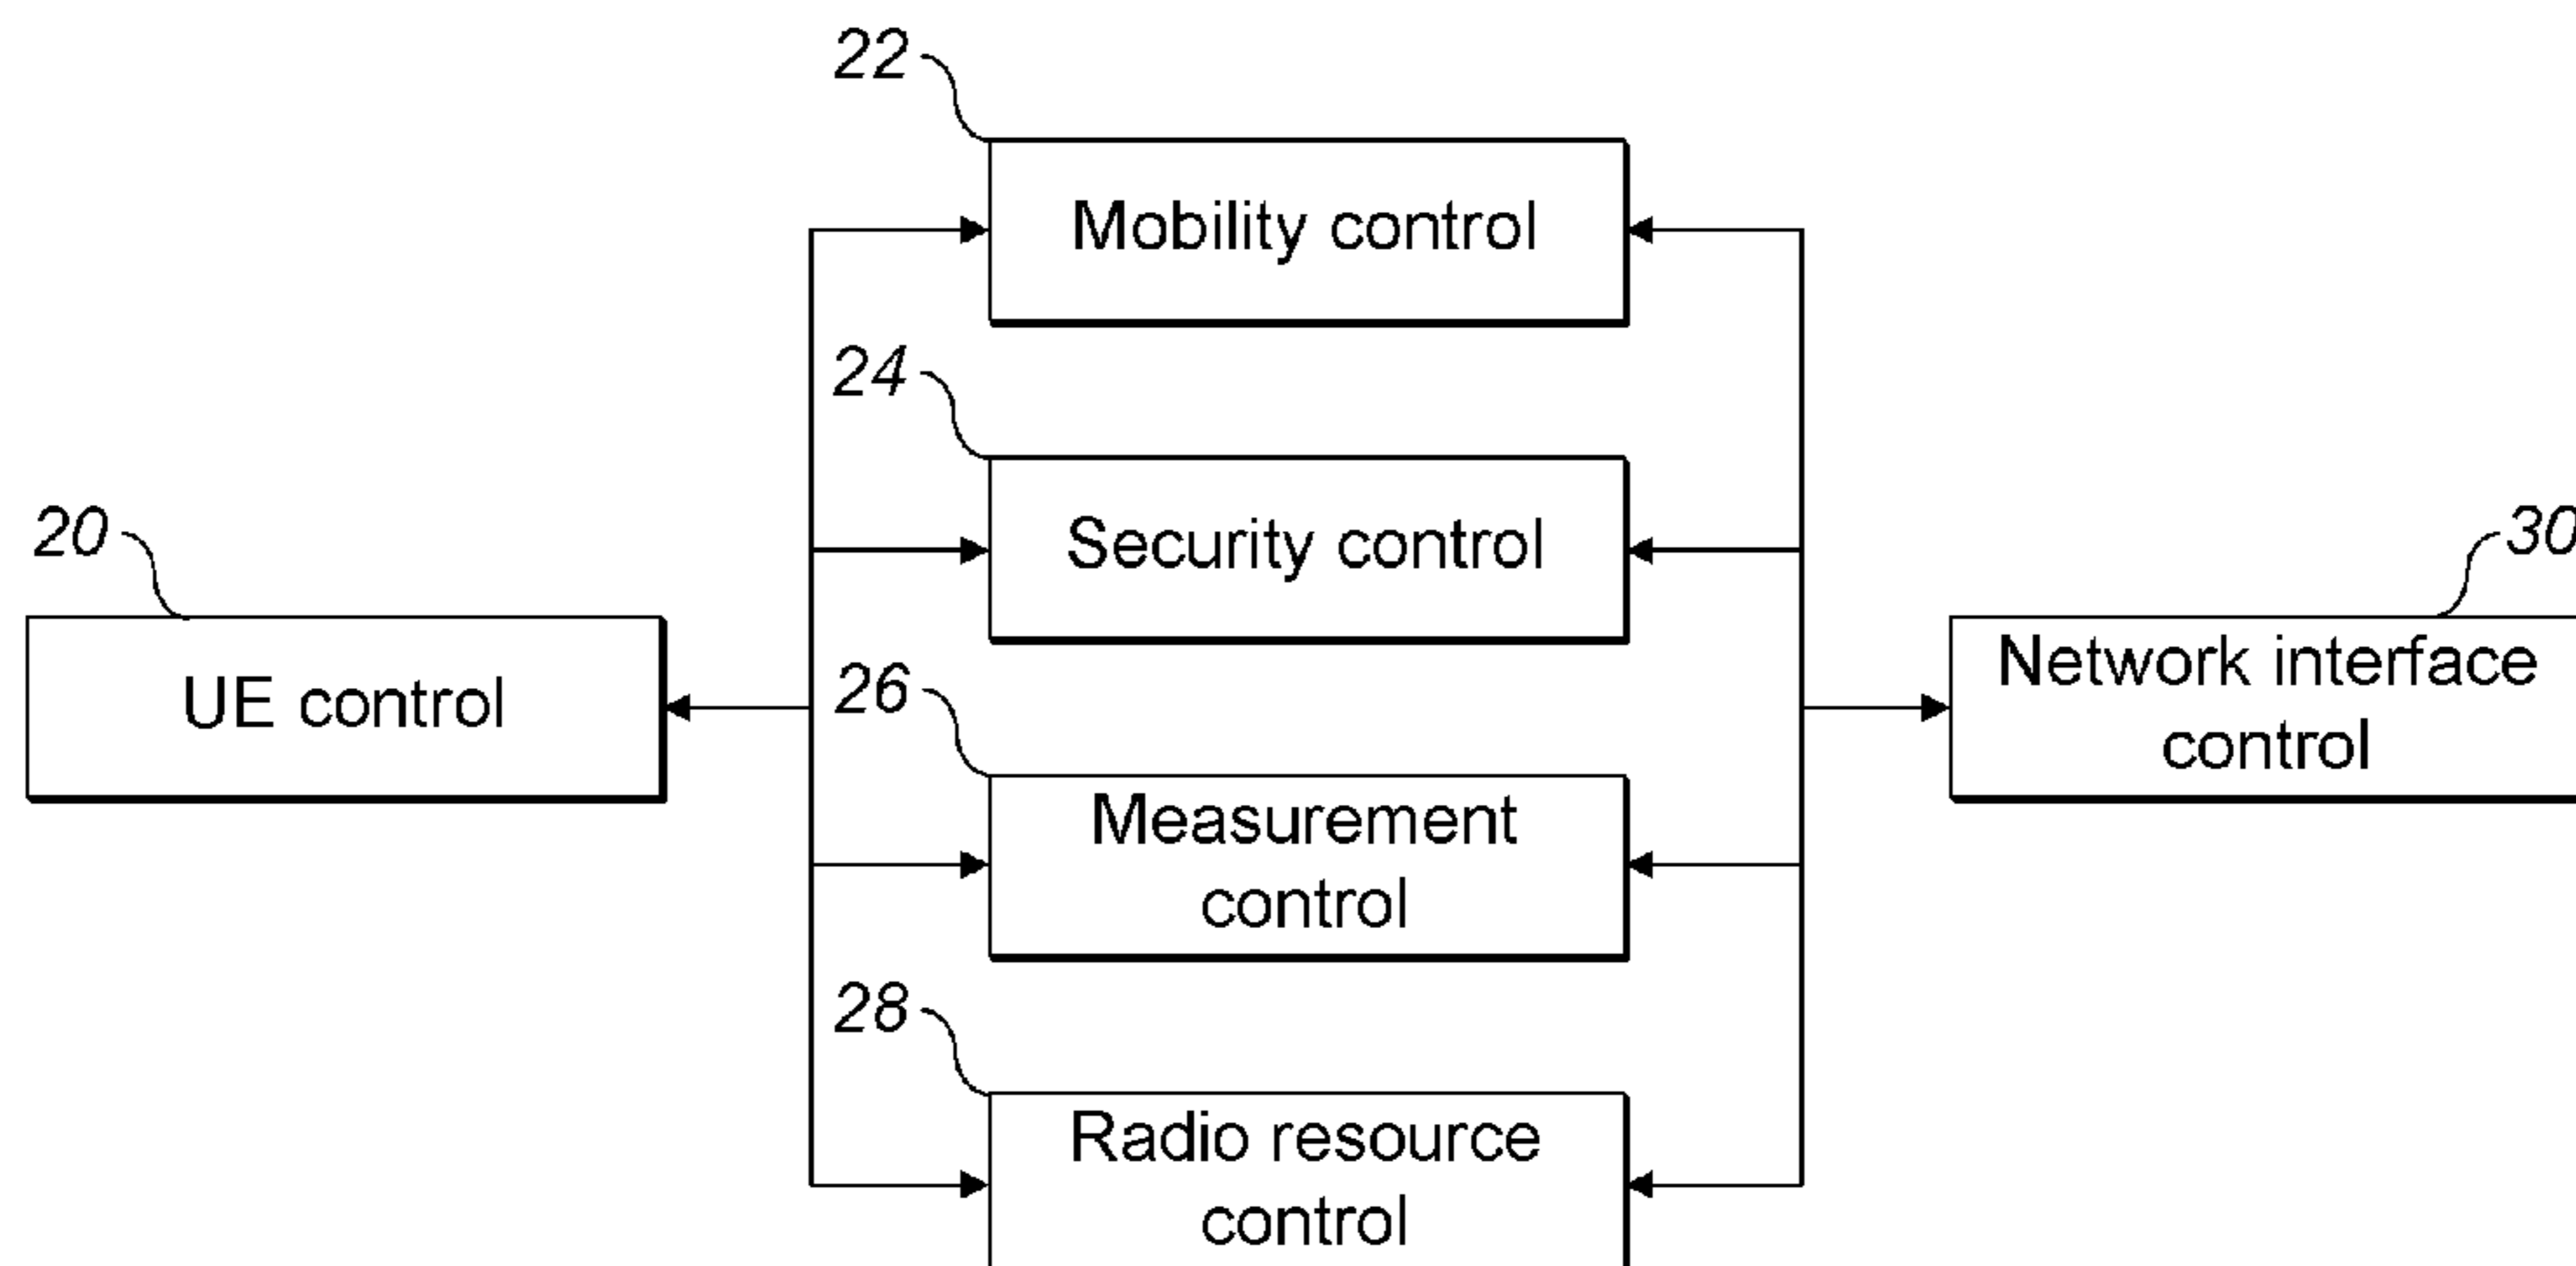 22
Mobility control
24
Security control
20
UE control
26
Measurement
control
28
Radio resource
control
30
Network interface
control